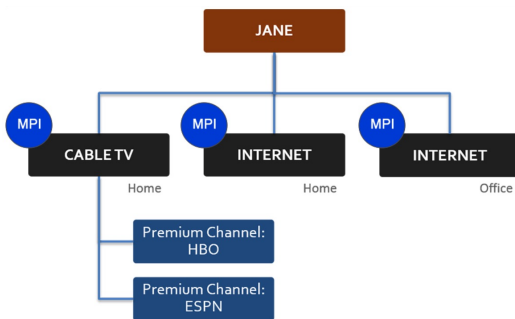 JANE
MPI
MPI
MPI
CABLE TV
INTERNET
INTERNET
Home
Home
Office
Premium Channel:
HBO
Premium Channel:
ESPN